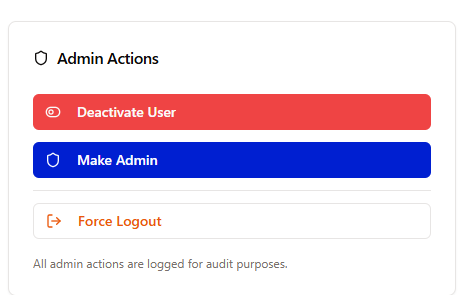 Admin Actions
Deactivate User
Make Admin
Force Logout
All admin actions are logged for audit purposes.